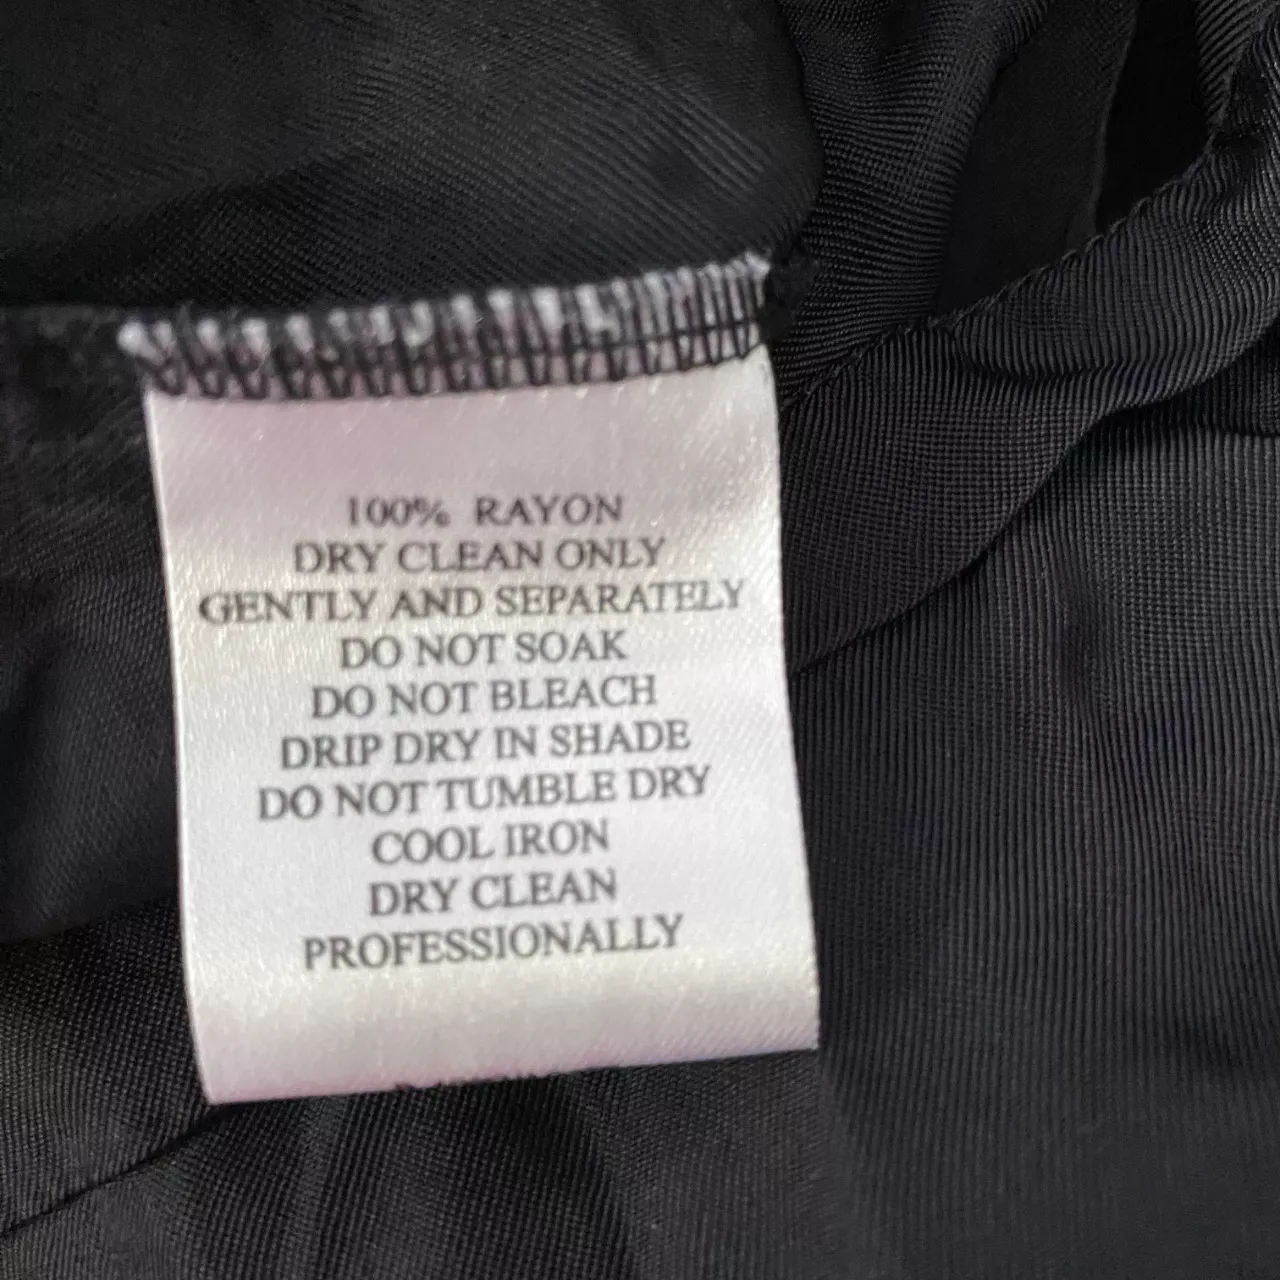 100% RAYON
DRY CLEAN ONLY
GENTLY AND SEPARATELY
DO NOT SOAK
DO NOT BLEACH
DRIP DRY IN SHADE
DO NOT TUMBLE DRY
COOL IRON
DRY CLEAN
PROFESSIONALLY